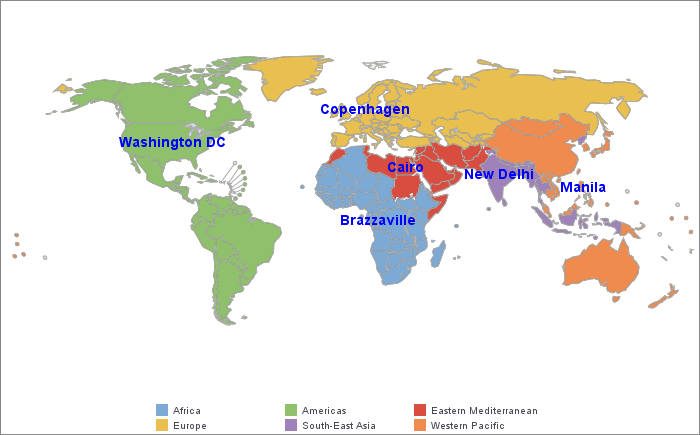 Copenhagen
Washington DC
Cairo
New Delhi
Manila
Brazzaville
Africa
Americas
Eastern Mediterranean
Europe
South-East Asia
Western Pacific